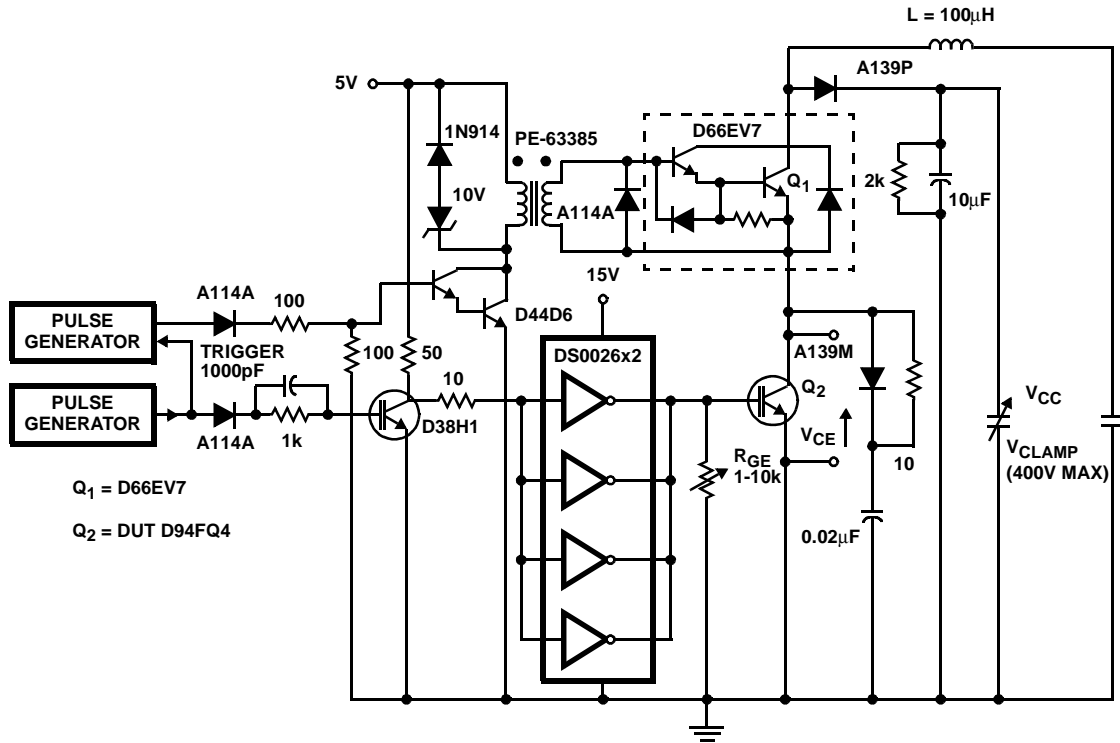 L = 100μH
A139P
5V
1N914
PE-63385
D66EV7
Q1
2k
10μF
10V
A114A
15V
A114A
100
D44D6
PULSE
GENERATOR
TRIGGER
1000pF
100
50
DS0026x2
A139M
10
Q2
PULSE
GENERATOR
D38H1
VCE
VCC
A114A
1k
RGE
1-10k
10
VCLAMP
(400V MAX)
Q1 = D66EV7
Q2 = DUT D94FQ4
0.02μF